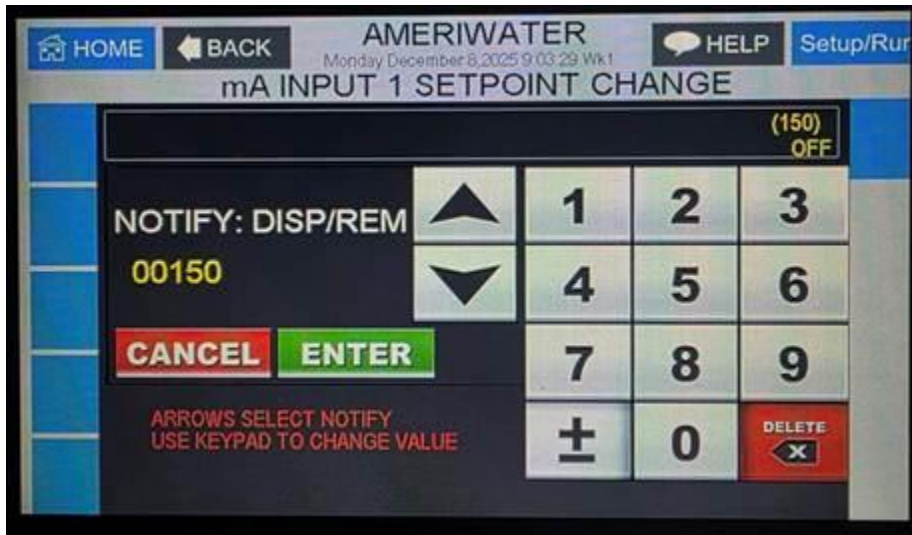 HOME
BACK
AMERIWATER
Monday December 8, 2025 9:03:29 Wk1
HELP
Setup/Run
mA INPUT 1 SETPOINT CHANGE
(150)
OFF
NOTIFY: DISP/REM
00150
1 2 3
4 5 6
CANCEL ENTER
7 8 9
ARROWS SELECT NOTIFY
USE KEYPAD TO CHANGE VALUE
± 0 DELETE
X